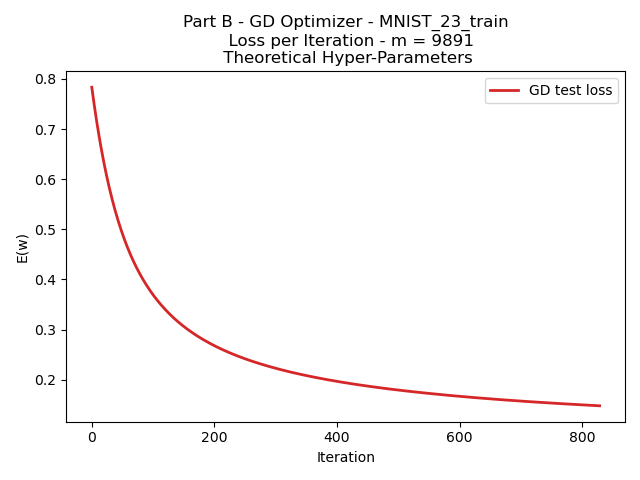 Part B - GD Optimizer - MNIST_23_train
Loss per Iteration - m = 9891
Theoretical Hyper-Parameters
GD test loss
0.8
0.7
0.6
0.5
0.4
0.3
0.2
E(w)
0 200 400 600 800
Iteration